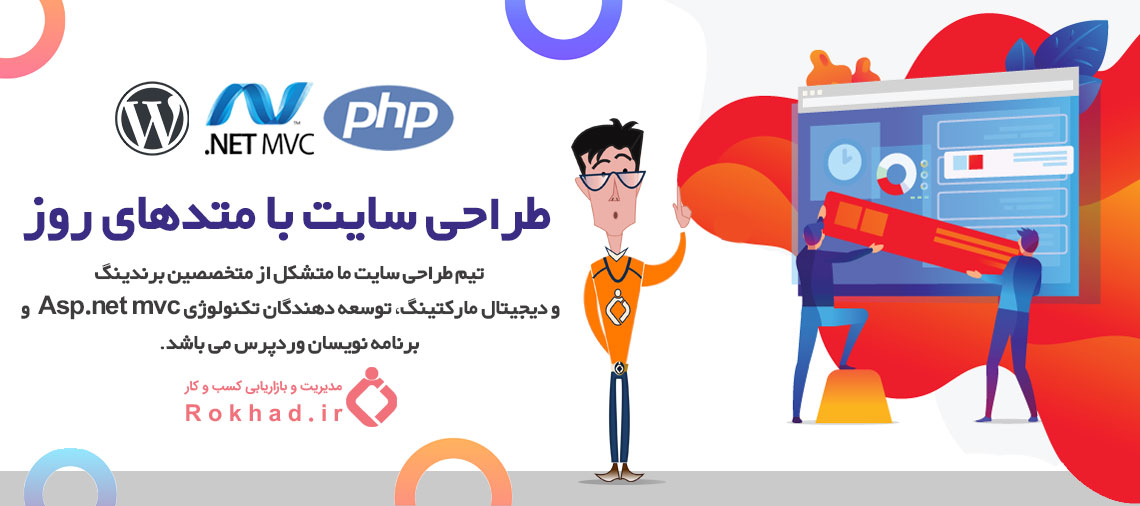 W
.NET MVC™
php
طراحی سایت با متدهای روز
تیم طراحی سایت ما متشکل از متخصصین برندینگ
و دیجیتال مارکتینگ، توسعه دهندگان تکنولوژی Asp.net mvc و
برنامه نویسان وردپرس می باشد.
مدیریت و بازاریابی کسب و کار
Rokhad.ir